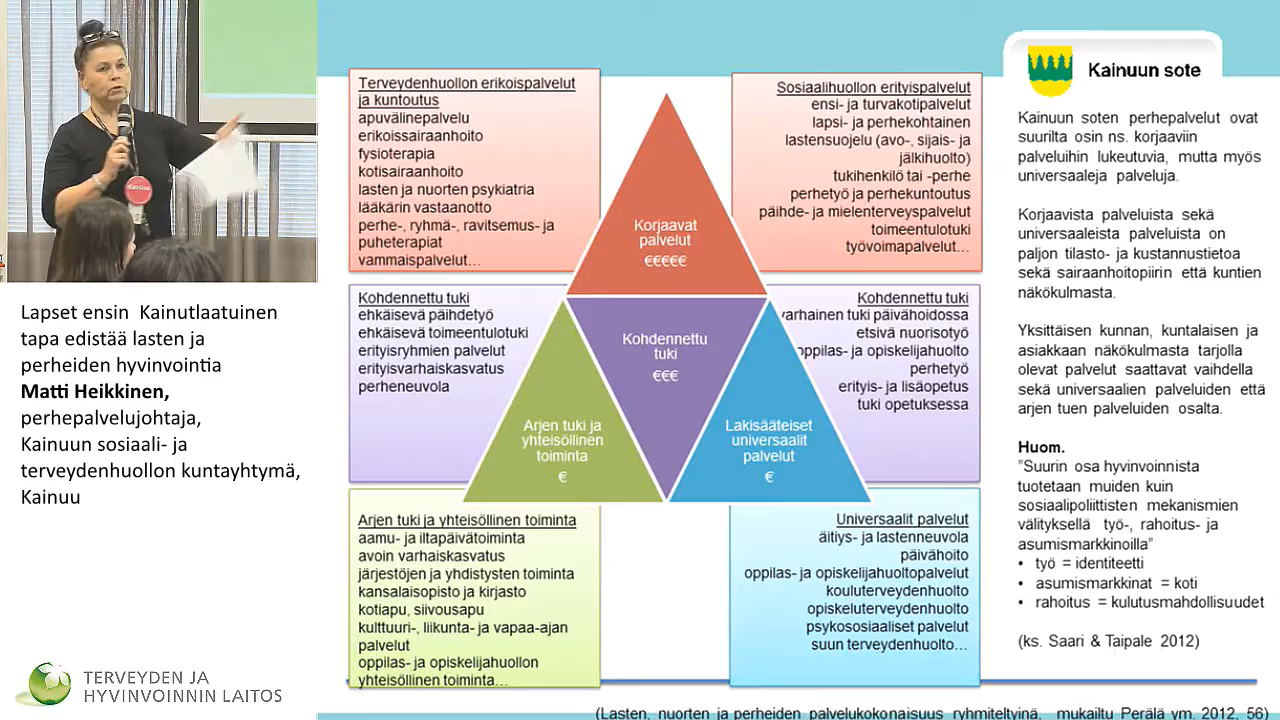 Lapset ensin Kainutlaatuinen
tapa edistää lasten ja
perheiden hyvinvointia
Matti Heikkinen,
perhepalvelujohtaja,
Kainuun sosiaali- ja
terveydenhuollon kuntayhtymä,
Kainuu
TERVEYDEN JA
HYVINVOINNIN LAITOS
Terveydenhuollon erikoispalvelut
ja kuntoutus
apuvälinepalvelu
erikoissairaanhoito
fysioterapia
kotisairaanhoito
lasten ja nuorten psykiatria
lääkärin vastaanotto
perhe-, ryhmä-, ravitsemus- ja
puheterapiat
vammaispalvelut…
Sosiaalihuollon erityispalvelut
ensi- ja turvakotipalvelut
lapsi- ja perhekohtainen
lastensuojelu (avo-, sijais- ja
jälkihuolto)
tukihenkilö tai -perhe
perhetyö ja perhekuntoutus
päihde- ja mielenterveyspalvelut
toimeentulotuki
työvoimapalvelut…
Korjaavat
palvelut
€€€€€
Kohdennettu tuki
ehkäisevä päihdetyö
ehkäisevä toimeentulotuki
erityisryhmien palvelut
erityisvarhaiskasvatus
perheneuvola
Kohdennettu
tuki
€€€
Kohdennettu tuki
varhainen tuki päivähoidossa
etsivä nuorisotyö
oppilas- ja opiskelijahuolto
perhetyö
erityis- ja lisäopetus
tuki opetuksessa
Arjen tuki ja
yhteisöllinen
toiminta
€
Lakisääteiset
universaalit
palvelut
€
Arjen tuki ja yhteisöllinen toiminta
aamu- ja iltapäivätoiminta
avoin varhaiskasvatus
järjestöjen ja yhdistysten toiminta
kansalaisopisto ja kirjasto
kotiapu, siivousapu
kulttuuri-, liikunta- ja vapaa-ajan
palvelut
oppilas- ja opiskelijahuollon
yhteisöllinen toiminta…
Universaalit palvelut
äitiys- ja lastenneuvola
päivähoito
oppilas- ja opiskelijahuoltopalvelut
kouluterveydenhuolto
opiskeluterveydenhuolto
psykososiaaliset palvelut
suun terveydenhuolto…
Kainuun sote
Kainuun soten perhepalvelut ovat
suurilta osin ns. korjaaviin
palveluihin lukeutuvia, mutta myös
universaaleja palveluja.
Korjaavista palveluista sekä
universaaleista palveluista on
paljon tilasto- ja kustannustietoa
sekä sairaanhoitopiirin että kuntien
näkökulmasta.
Yksittäisen kunnan, kuntalaisen ja
asiakkaan näkökulmasta tarjolla
olevat palvelut saattavat vaihdella
sekä universaalien palveluiden että
arjen tuen palveluiden osalta.
Huom.
"Suurin osa hyvinvoinnista
tuotetaan muiden kuin
sosiaalipoliittisten mekanismien
välityksellä työ-, rahoitus- ja
asumismarkkinoilla"
• työ = identiteetti
• asumismarkkinat = koti
• rahoitus = kulutusmahdollisuudet
(ks. Saari & Taipale 2012)
(Lasten, nuorten ja perheiden palvelukokonaisuus ryhmiteltyinä, mukailtu Perälä ym. 2012, 56)